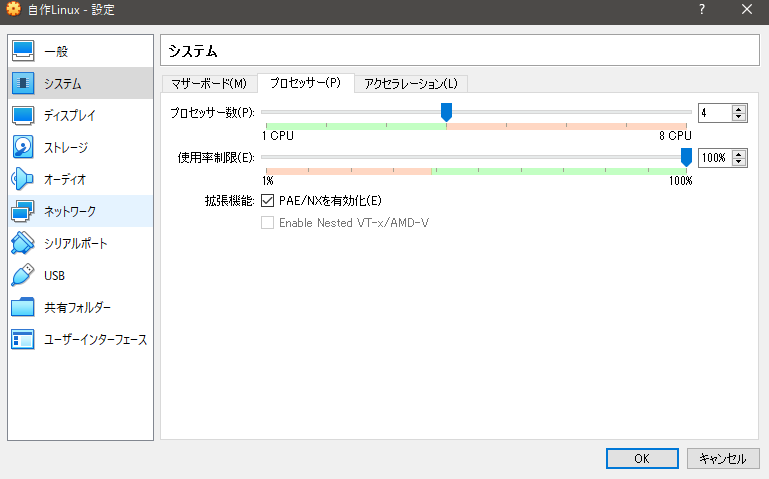 自作Linux - 設定
?
一般
システム
ディスプレイ
ストレージ
オーディオ
ネットワーク
シリアルポート
USB
共有フォルダー
ユーザーインターフェース
システム
マザーボード(M) プロセッサー(P) アクセラレーション(L)
プロセッサー数(P): 4
1 CPU 8 CPU
使用率制限(E): 100%
1% 100%
拡張機能: PAE/NXを有効化(E)
Enable Nested VT-x/AMD-V
OK キャンセル